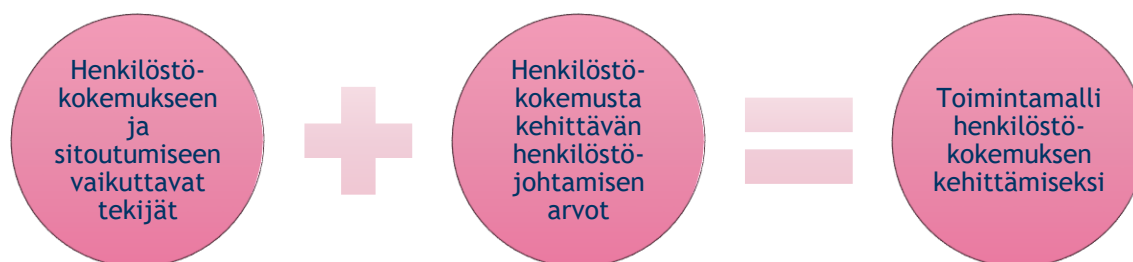 Henkilöstö-
kokemukseen
ja
sitoutumiseen
vaikuttavat
tekijät
Henkilöstö-
kokemusta
kehittävän
henkilöstö-
johtamisen
arvot
Toimintamalli
henkilöstö-
kokemuksen
kehittämiseksi